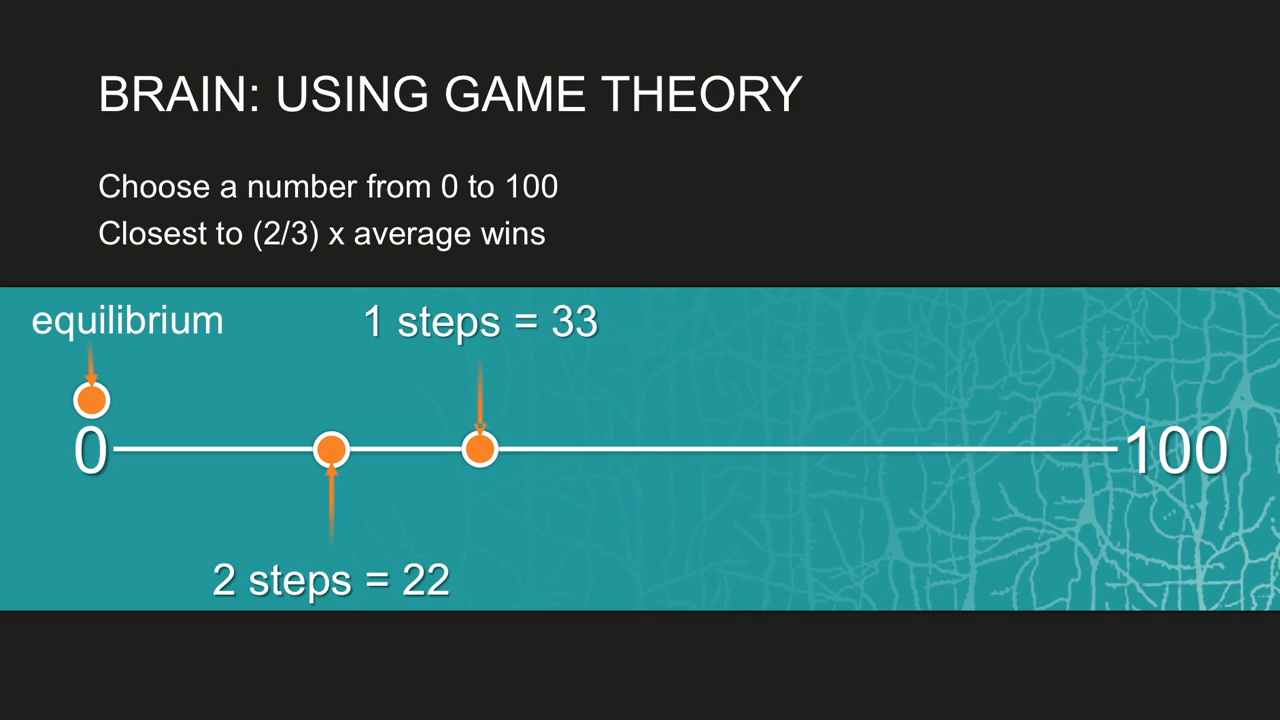 BRAIN: USING GAME THEORY
Choose a number from 0 to 100
Closest to (2/3) x average wins
equilibrium
1 steps = 33
0
100
2 steps = 22